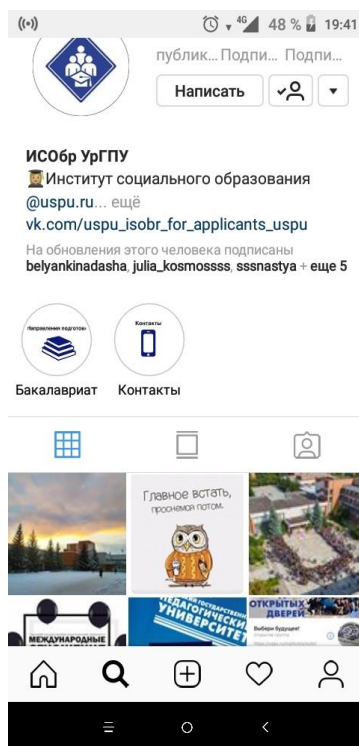 4G 48 % 19:41
публик... Подпи... Подпи...
Написать
ИСОбр УрГПУ
Институт социального образования
@uspu.ru... ещё
vk.com/uspu_isobr_for_applicants_uspu
На обновления этого человека подписаны
belyankinadasha, julia_kosmossss, sssnastya + еще 5
Направления подготовки
Контакты
Бакалавриат Контакты
Главное встать,
проснемся потом.
МЕЖДУНАРОДНЫЕ
ПЕДАГОГИЧЕСКИЙ
УНИВЕРСИТЕТ
ОТКРЫТЫХ
ДВЕРЕЙ
Выбери будущее!